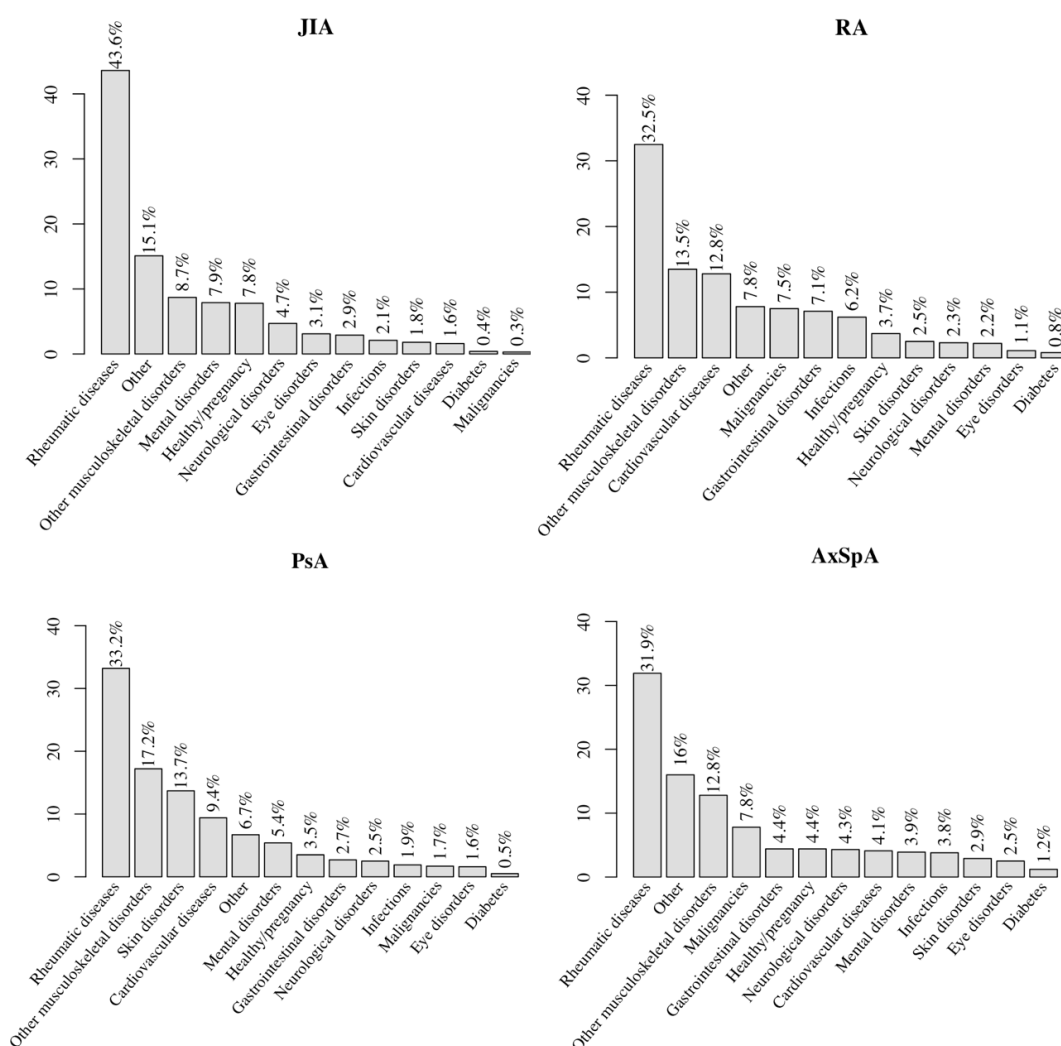 JIA
43.6%
15.1%
8.7%
7.9%
7.8%
4.7%
3.1%
2.9%
2.1%
1.8%
1.6%
0.4%
0.3%
40
30
20
10
0
Rheumatic diseases
Other
Other musculoskeletal disorders
Mental disorders
Healthy/pregnancy
Neurological disorders
Eye disorders
Gastrointestinal disorders
Infections
Skin disorders
Cardiovascular diseases
Diabetes
Malignancies
RA
32.5%
13.5%
12.8%
7.8%
7.5%
7.1%
6.2%
3.7%
2.5%
2.3%
2.2%
1.1%
0.8%
40
30
20
10
0
Rheumatic diseases
Other musculoskeletal disorders
Cardiovascular diseases
Other
Malignancies
Gastrointestinal disorders
Infections
Healthy/pregnancy
Skin disorders
Neurological disorders
Mental disorders
Eye disorders
Diabetes
PsA
33.2%
17.2%
13.7%
9.4%
6.7%
5.4%
3.5%
2.7%
2.5%
1.9%
1.7%
1.6%
0.5%
40
30
20
10
0
Rheumatic diseases
Other musculoskeletal disorders
Skin disorders
Cardiovascular diseases
Other
Mental disorders
Healthy/pregnancy
Gastrointestinal disorders
Neurological disorders
Infections
Malignancies
Eye disorders
Diabetes
AxSpA
31.9%
16%
12.8%
7.8%
4.4%
4.4%
4.3%
4.1%
3.9%
3.8%
2.9%
2.5%
1.2%
40
30
20
10
0
Rheumatic diseases
Other
Other musculoskeletal disorders
Malignancies
Gastrointestinal disorders
Healthy/pregnancy
Neurological disorders
Cardiovascular diseases
Mental disorders
Infections
Skin disorders
Eye disorders
Diabetes